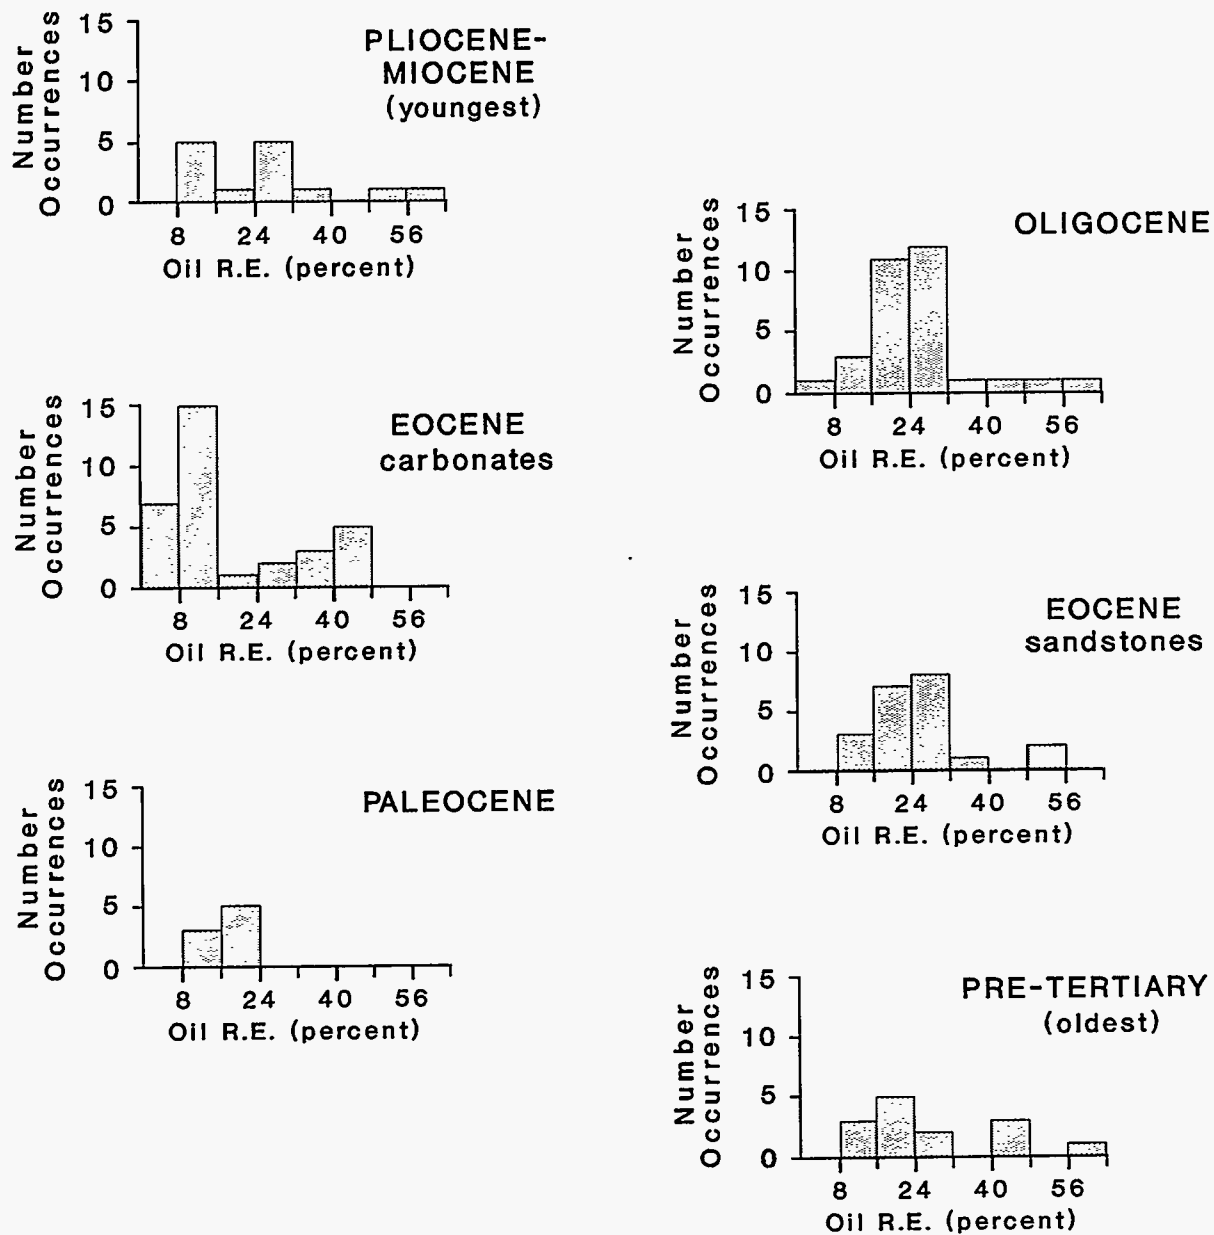 PLIOCENE-
MIOCENE
(youngest)
Number
Occurrences
15
10
5
0
8 24 40 56
Oil R.E. (percent)
OLIGOCENE
Number
Occurrences
15
10
5
0
8 24 40 56
Oil R.E. (percent)
EOCENE
carbonates
Number
Occurrences
15
10
5
0
8 24 40 56
Oil R.E. (percent)
EOCENE
sandstones
Number
Occurrences
15
10
5
0
8 24 40 56
Oil R.E. (percent)
PALEOCENE
Number
Occurrences
15
10
5
0
8 24 40 56
Oil R.E. (percent)
PRE-TERTIARY
(oldest)
Number
Occurrences
15
10
5
0
8 24 40 56
Oil R.E. (percent)